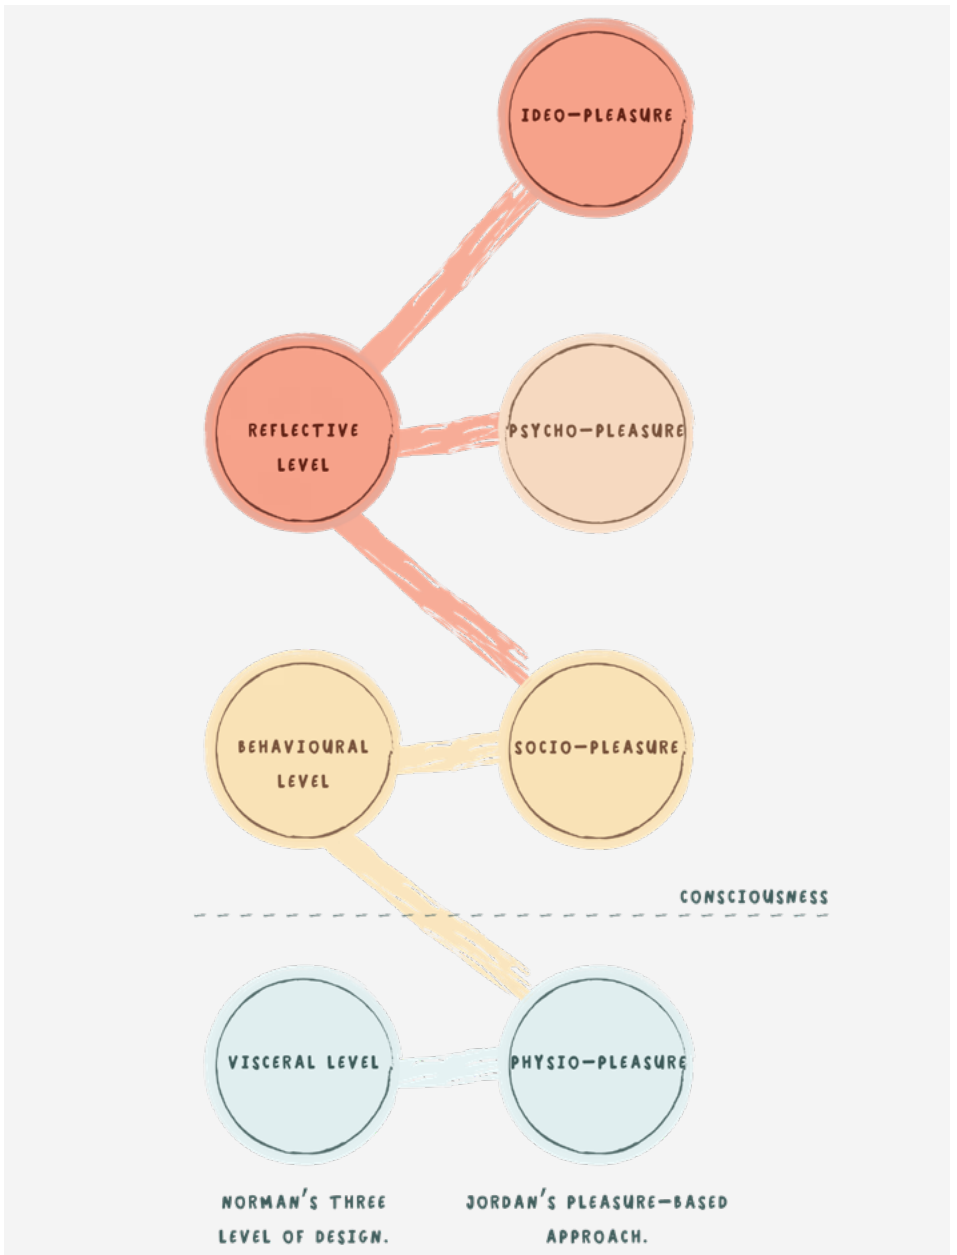 IDEO-PLEASURE
REFLECTIVE
LEVEL
PSYCHO-PLEASURE
BEHAVIOURAL
LEVEL
SOCIO-PLEASURE
CONSCIOUSNESS
VISCERAL LEVEL
PHYSIO-PLEASURE
NORMAN'S THREE
LEVEL OF DESIGN.
JORDAN'S PLEASURE-BASED
APPROACH.